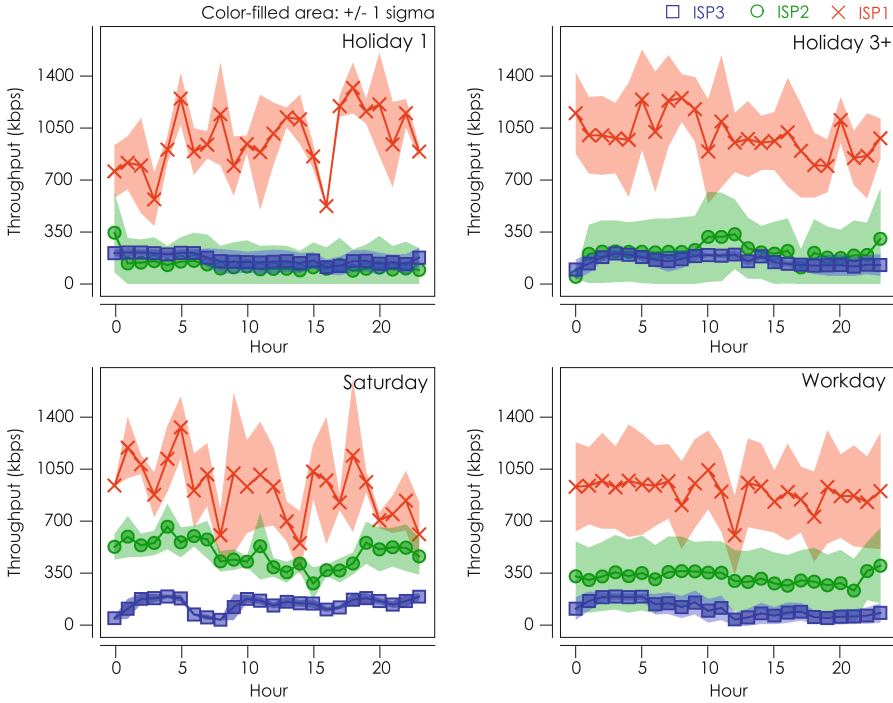 Color-filled area: +/- 1 sigma
ISP3 ISP2 ISP1
Holiday 1
Throughput (kbps)
1400
1050
700
350
0
0 5 10 15 20
Hour
Holiday 3+
Throughput (kbps)
1400
1050
700
350
0
0 5 10 15 20
Hour
Saturday
Throughput (kbps)
1400
1050
700
350
0
0 5 10 15 20
Hour
Workday
Throughput (kbps)
1400
1050
700
350
0
0 5 10 15 20
Hour